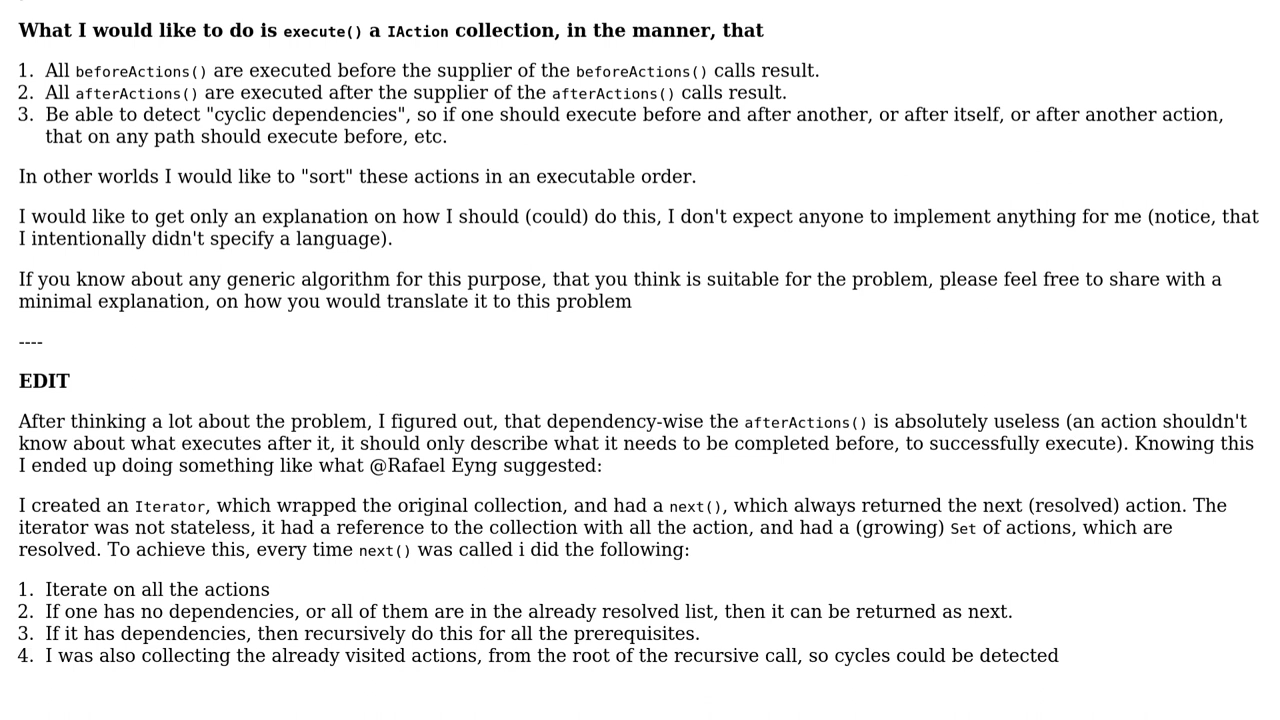 What I would like to do is execute() a IAction collection, in the manner, that
1. All beforeActions() are executed before the supplier of the beforeActions() calls result.
2. All afterActions() are executed after the supplier of the afterActions() calls result.
3. Be able to detect "cyclic dependencies", so if one should execute before and after another, or after itself, or after another action,
that on any path should execute before, etc.
In other worlds I would like to "sort" these actions in an executable order.
I would like to get only an explanation on how I should (could) do this, I don't expect anyone to implement anything for me (notice, that
I intentionally didn't specify a language).
If you know about any generic algorithm for this purpose, that you think is suitable for the problem, please feel free to share with a
minimal explanation, on how you would translate it to this problem
----
EDIT
After thinking a lot about the problem, I figured out, that dependency-wise the afterActions() is absolutely useless (an action shouldn't
know about what executes after it, it should only describe what it needs to be completed before, to successfully execute). Knowing this
I ended up doing something like what @Rafael Eyng suggested:
I created an Iterator, which wrapped the original collection, and had a next(), which always returned the next (resolved) action. The
iterator was not stateless, it had a reference to the collection with all the action, and had a (growing) Set of actions, which are
resolved. To achieve this, every time next() was called i did the following:
1. Iterate on all the actions
2. If one has no dependencies, or all of them are in the already resolved list, then it can be returned as next.
3. If it has dependencies, then recursively do this for all the prerequisites.
4. I was also collecting the already visited actions, from the root of the recursive call, so cycles could be detected